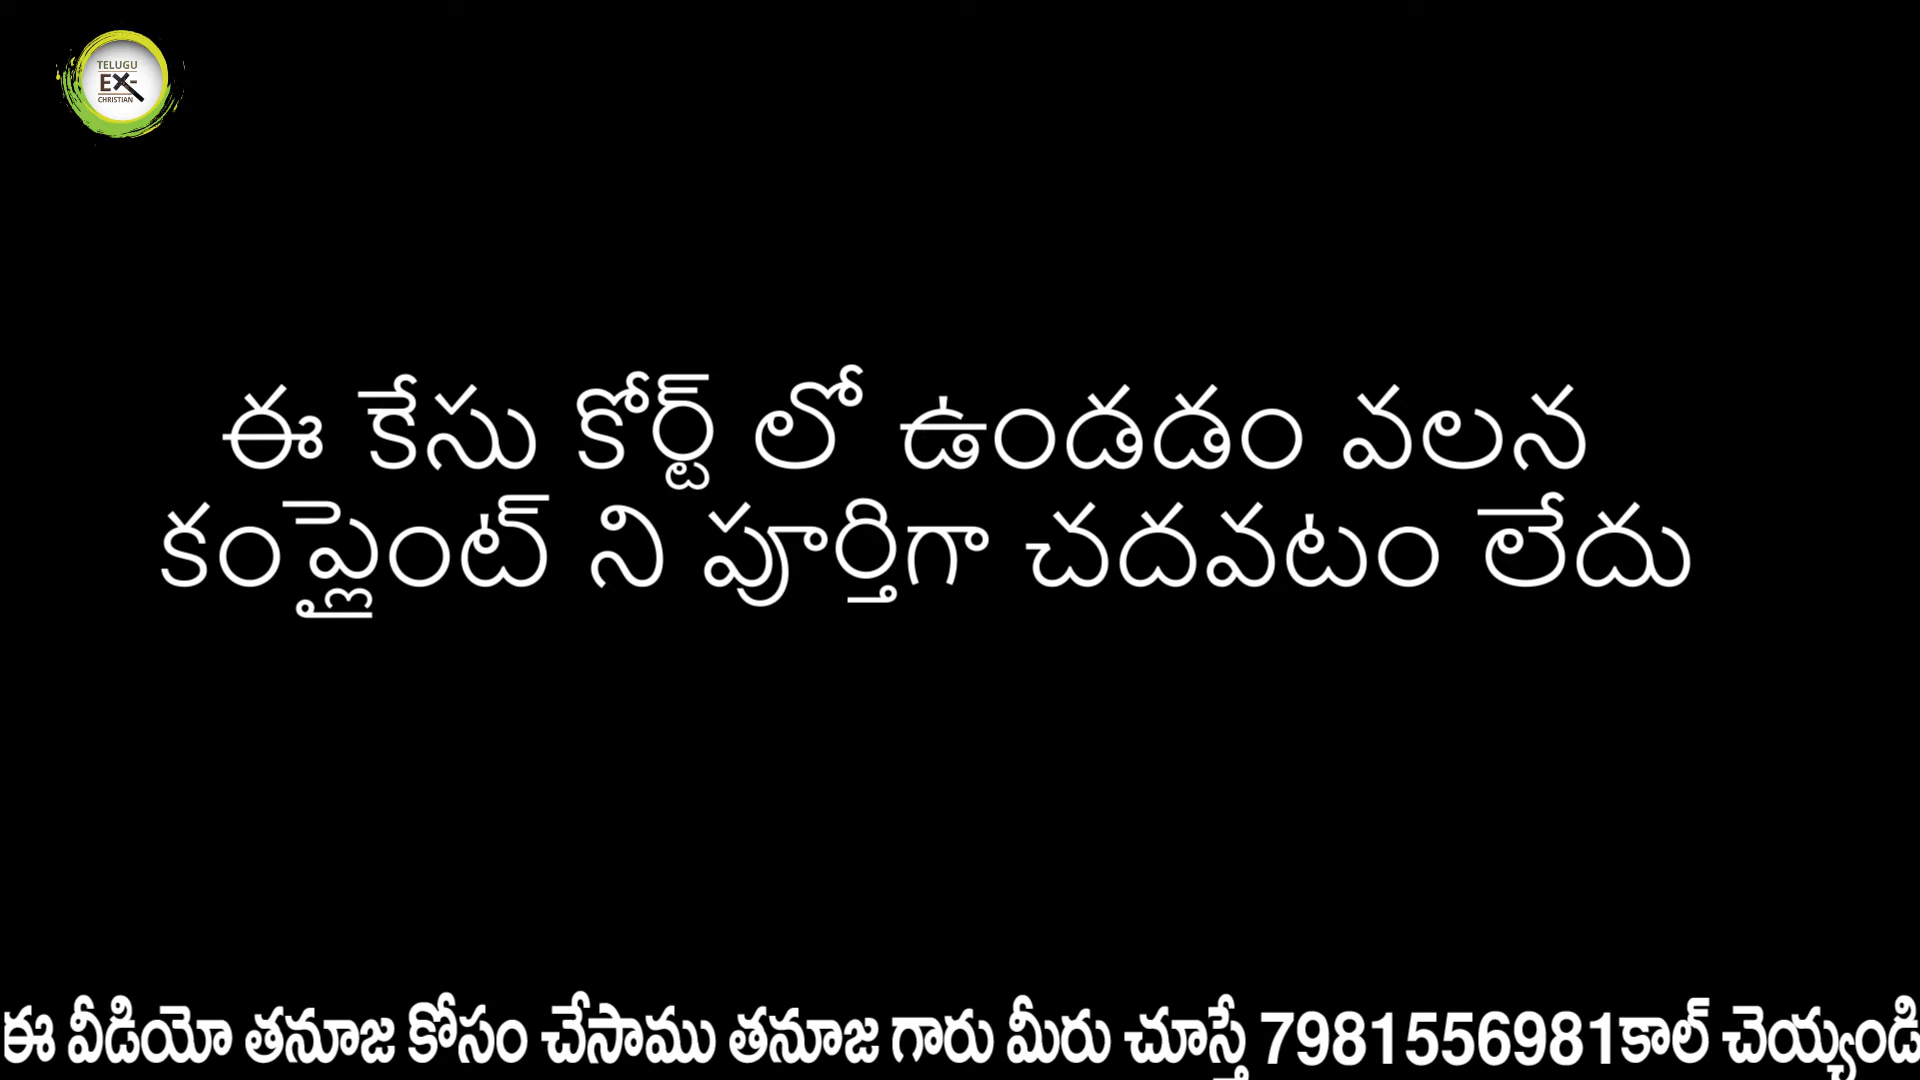 TELUGU
EX-
CHRISTIAN
ఈ కేసు కోర్ట్ లో ఉండడం వలన
కంప్లైంట్ ని పూర్తిగా చదవటం లేదు
ఈ వీడియో తనూజ కోసం చేసాము తనూజ గారు మీరు చూస్తే 7981556981కాల్ చెయ్యండి